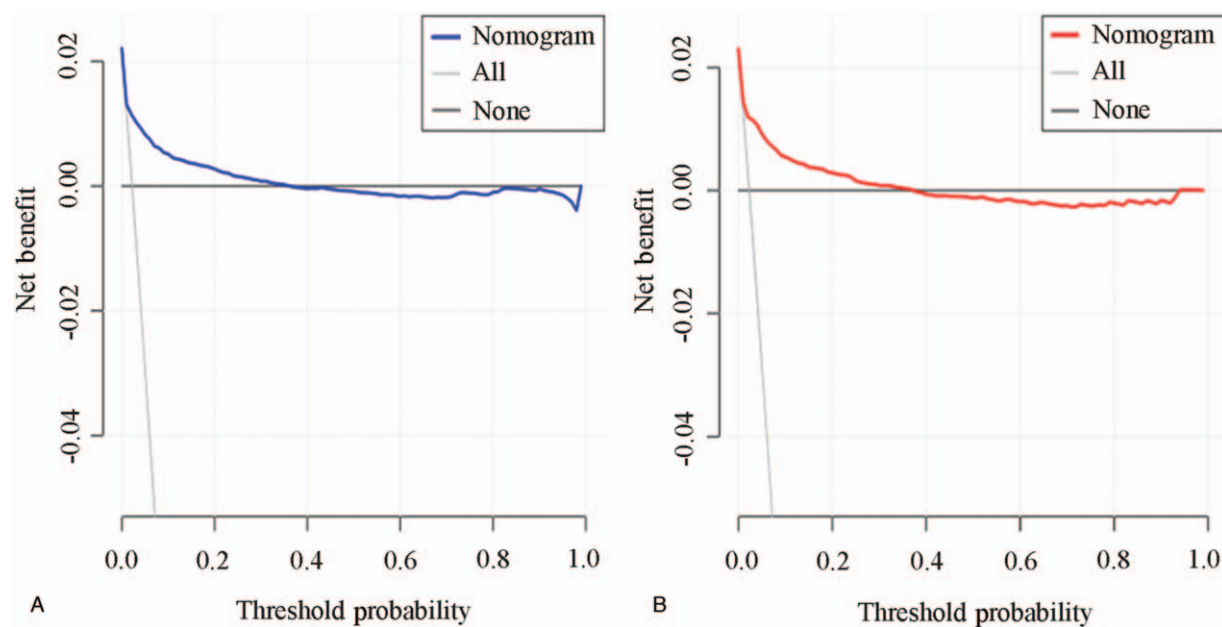 Nomogram
All
None
0.02
0.00
-0.02
-0.04
Net benefit
0.0 0.2 0.4 0.6 0.8 1.0
Threshold probability
A
Nomogram
All
None
0.02
0.00
-0.02
-0.04
Net benefit
0.0 0.2 0.4 0.6 0.8 1.0
Threshold probability
B